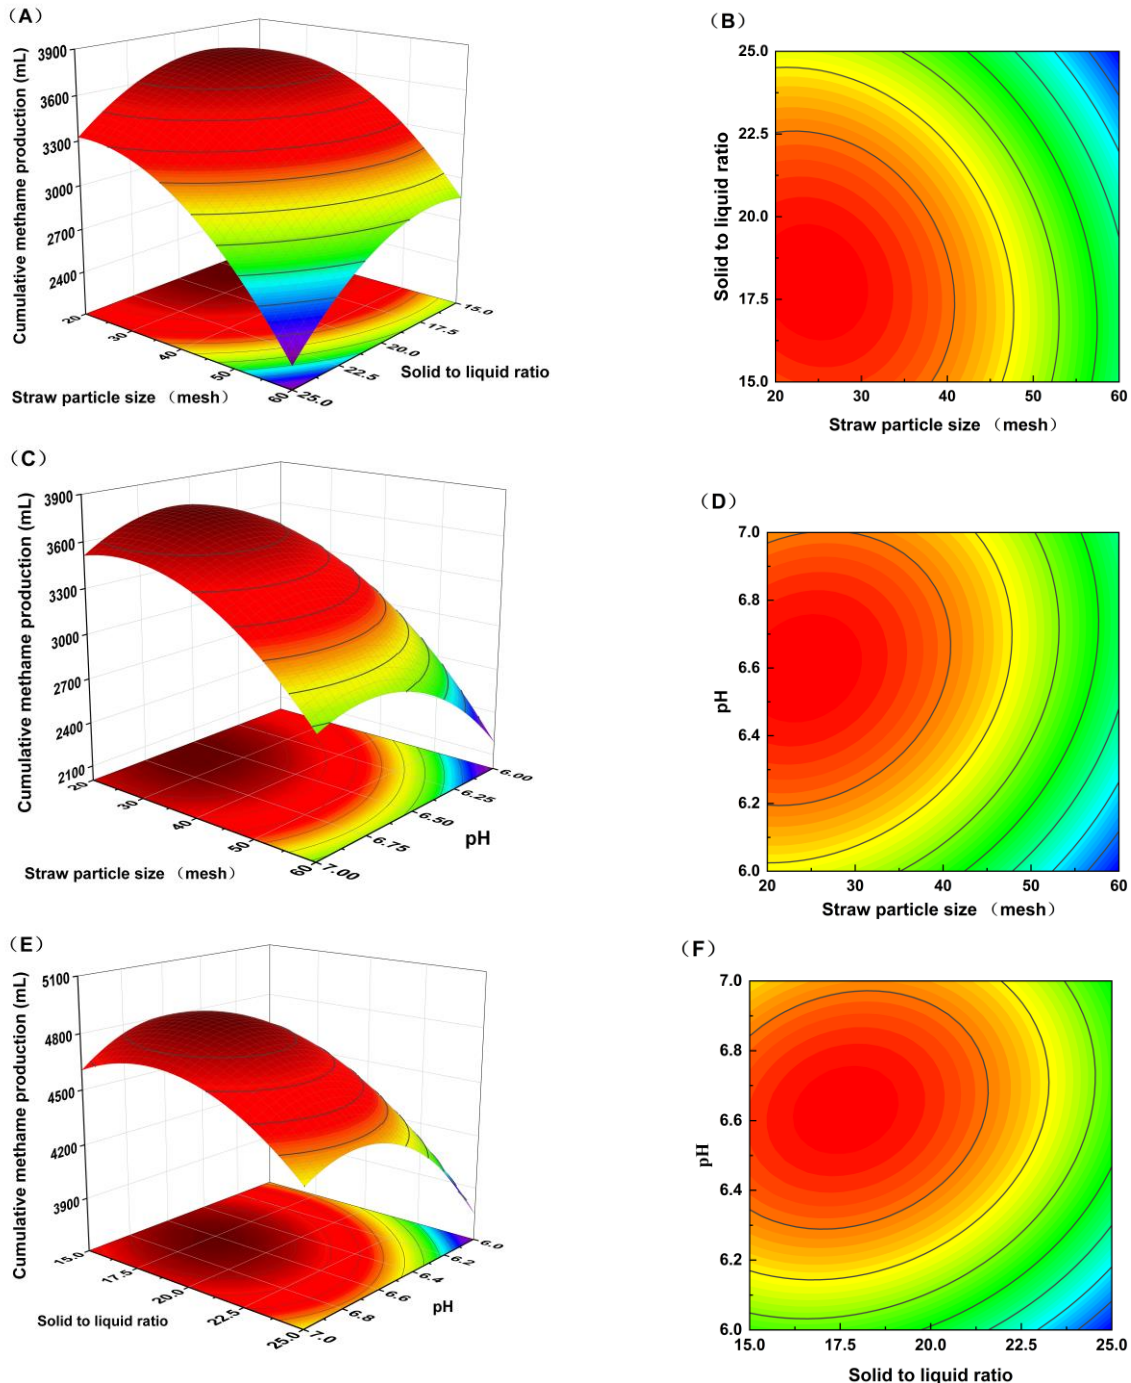 （A）
Cumulative methame production (mL)
3900
3600
3300
3000
2700
2400
20
30
40
50
60
15.0
17.5
20.0
22.5
25.0
Straw particle size （mesh）
Solid to liquid ratio
（B）
Solid to liquid ratio
25.0
22.5
20.0
17.5
15.0
20 30 40 50 60
Straw particle size （mesh）
（C）
Cumulative methame production (mL)
3900
3600
3300
3000
2700
2400
2100
20
30
40
50
60
6.00
6.25
6.50
6.75
7.00
Straw particle size （mesh）
pH
（D）
pH
7.0
6.8
6.6
6.4
6.2
6.0
20 30 40 50 60
Straw particle size （mesh）
（E）
Cumulative methame production (mL)
5100
4800
4500
4200
3900
15.0
17.5
20.0
22.5
25.0
6.0
6.2
6.4
6.6
6.8
7.0
Solid to liquid ratio
pH
（F）
pH
7.0
6.8
6.6
6.4
6.2
6.0
15.0 17.5 20.0 22.5 25.0
Solid to liquid ratio